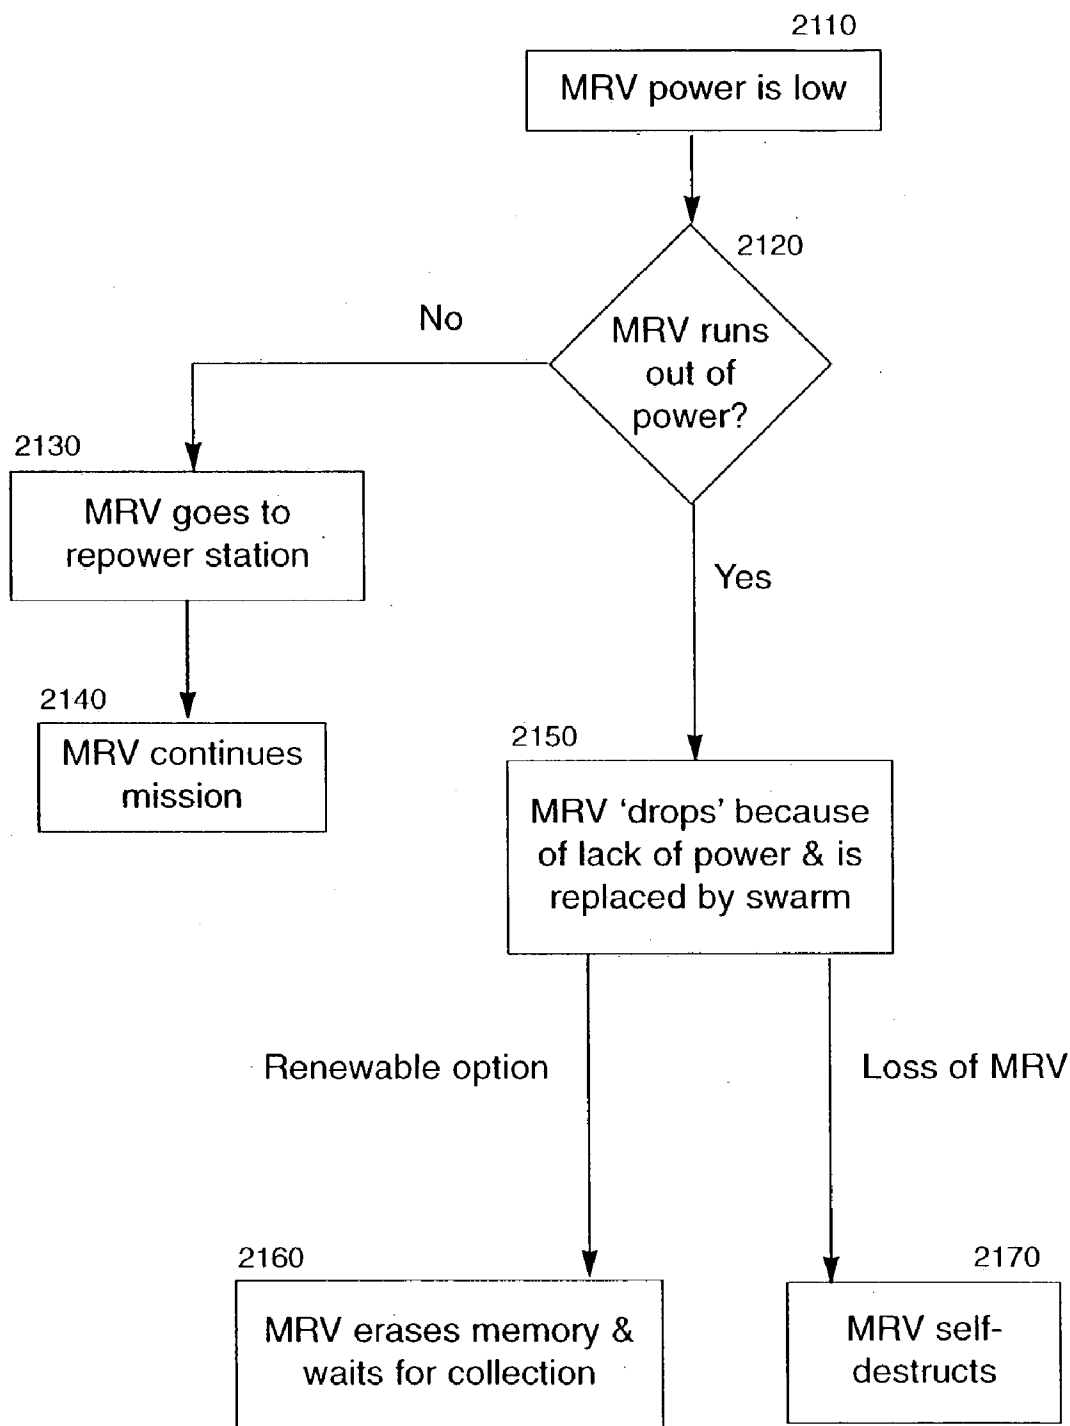 2110
MRV power is low
2120
No
MRV runs
out of
power?
2130
MRV goes to
repower station
Yes
2140
MRV continues
mission
2150
MRV ‘drops’ because
of lack of power & is
replaced by swarm
Renewable option
Loss of MRV
2160
2170
MRV erases memory &
waits for collection
MRV self-
destructs